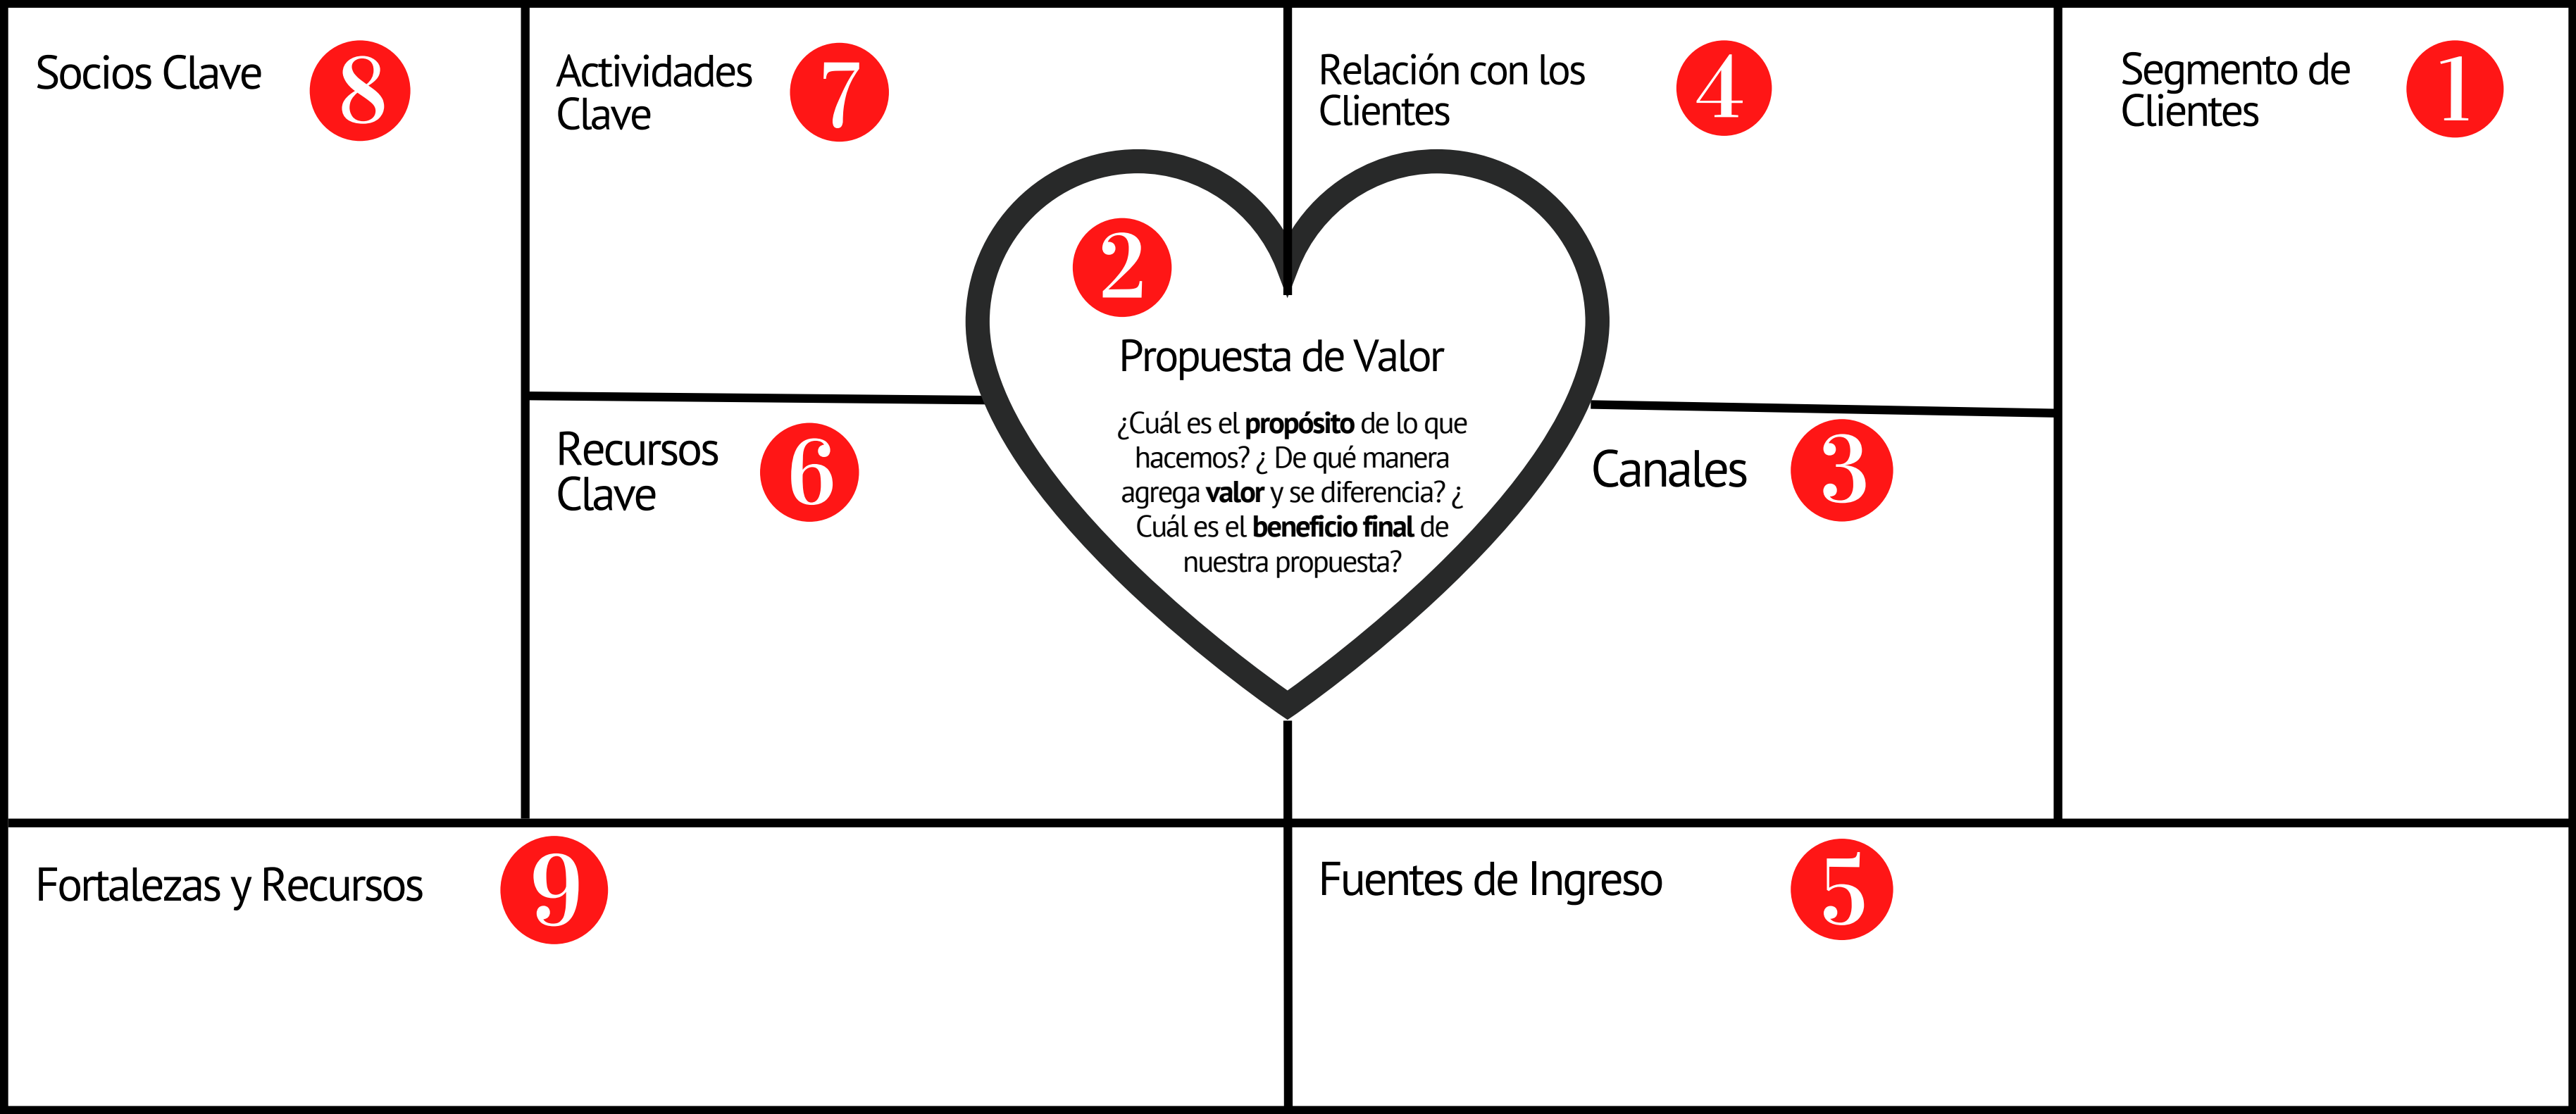 Socios Clave
8
Actividades
Clave
7
Relación con los
Clientes
4
Segmento de
Clientes
1
2
Propuesta de Valor
¿Cuál es el propósito de lo que
hacemos? ¿ De qué manera
agrega valor y se diferencia? ¿
Cuál es el beneficio final de
nuestra propuesta?
Recursos
Clave
6
Canales
3
Fortalezas y Recursos
9
Fuentes de Ingreso
5